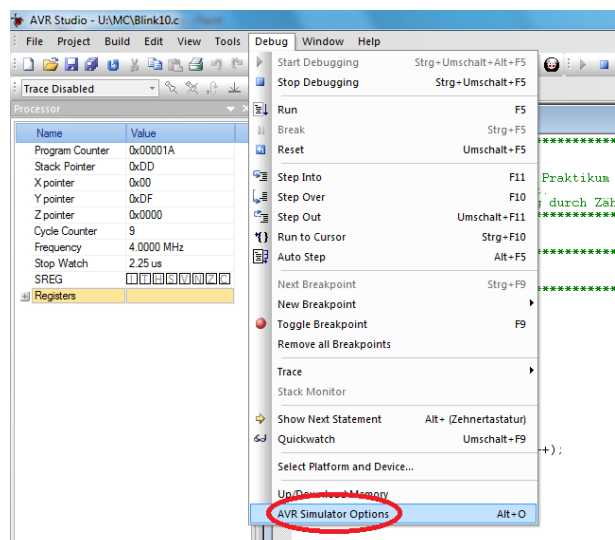 AVR Studio - U:\MC\Blink10.c
File Project Build Edit View Tools Debug Window Help
Trace Disabled
Processor
Name Value
Program Counter 0x00001A
Stack Pointer 0xDD
X pointer 0x00
Y pointer 0xDF
Z pointer 0x0000
Cycle Counter 9
Frequency 4.0000 MHz
Stop Watch 2.25 us
SREG I T H S V N Z C
Registers
Start Debugging Strg+Umschalt+Alt+F5
Stop Debugging Strg+Umschalt+F5
Run F5
Break Strg+F5
Reset Umschalt+F5
Step Into F11
Step Over F10
Step Out Umschalt+F11
Run to Cursor Strg+F10
Auto Step Alt+F5
Next Breakpoint Strg+F9
New Breakpoint
Toggle Breakpoint F9
Remove all Breakpoints
Trace
Stack Monitor
Show Next Statement Alt+ (Zehnertastatur)
Quickwatch Umschalt+F9
Select Platform and Device...
Up/Download Memory
AVR Simulator Options Alt+O
****************
Praktikum
durch Zäh
****************
****************
****************
++);